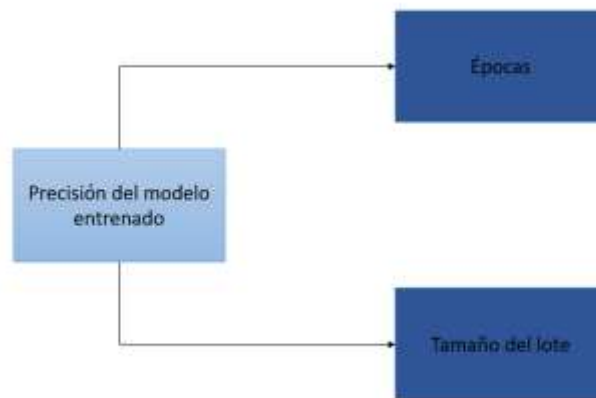 Épocas
Precisión del modelo
entrenado
Tamaño del lote